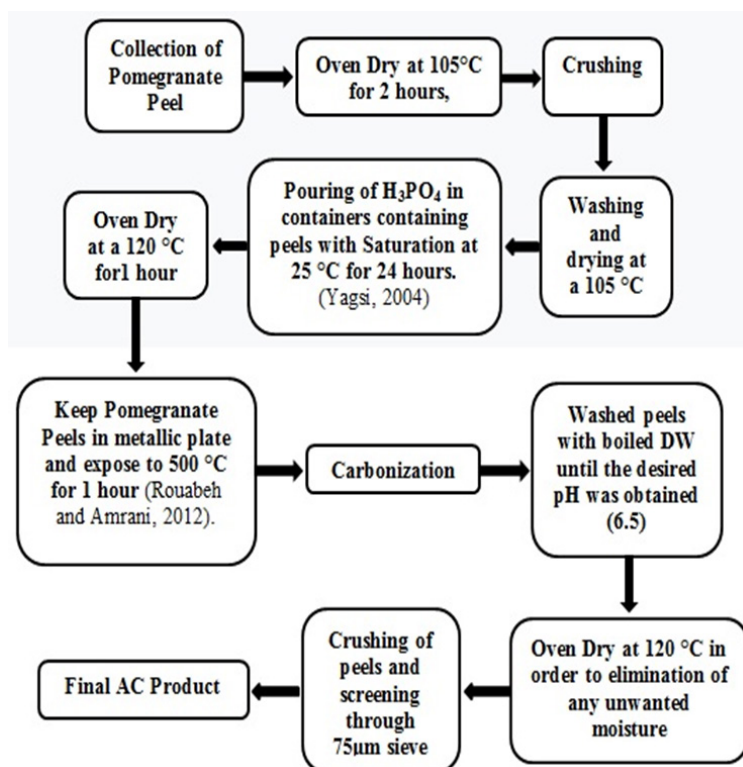 Collection of
Pomegranate
Peel
Oven Dry at 105°C
for 2 hours,
Crushing
Washing
and
drying at
a 105 °C
Pouring of H₃PO₄ in
containers containing
peels with Saturation at
25 °C for 24 hours.
(Yagsi, 2004)
Oven Dry
at a 120 °C
for1 hour
Keep Pomegranate
Peels in metallic plate
and expose to 500 °C
for 1 hour (Rouabeh
and Amrani, 2012).
Carbonization
Washed peels
with boiled DW
until the desired
pH was obtained
(6.5)
Oven Dry at 120 °C in
order to elimination of
any unwanted
moisture
Crushing of
peels and
screening
through
75µm sieve
Final AC Product